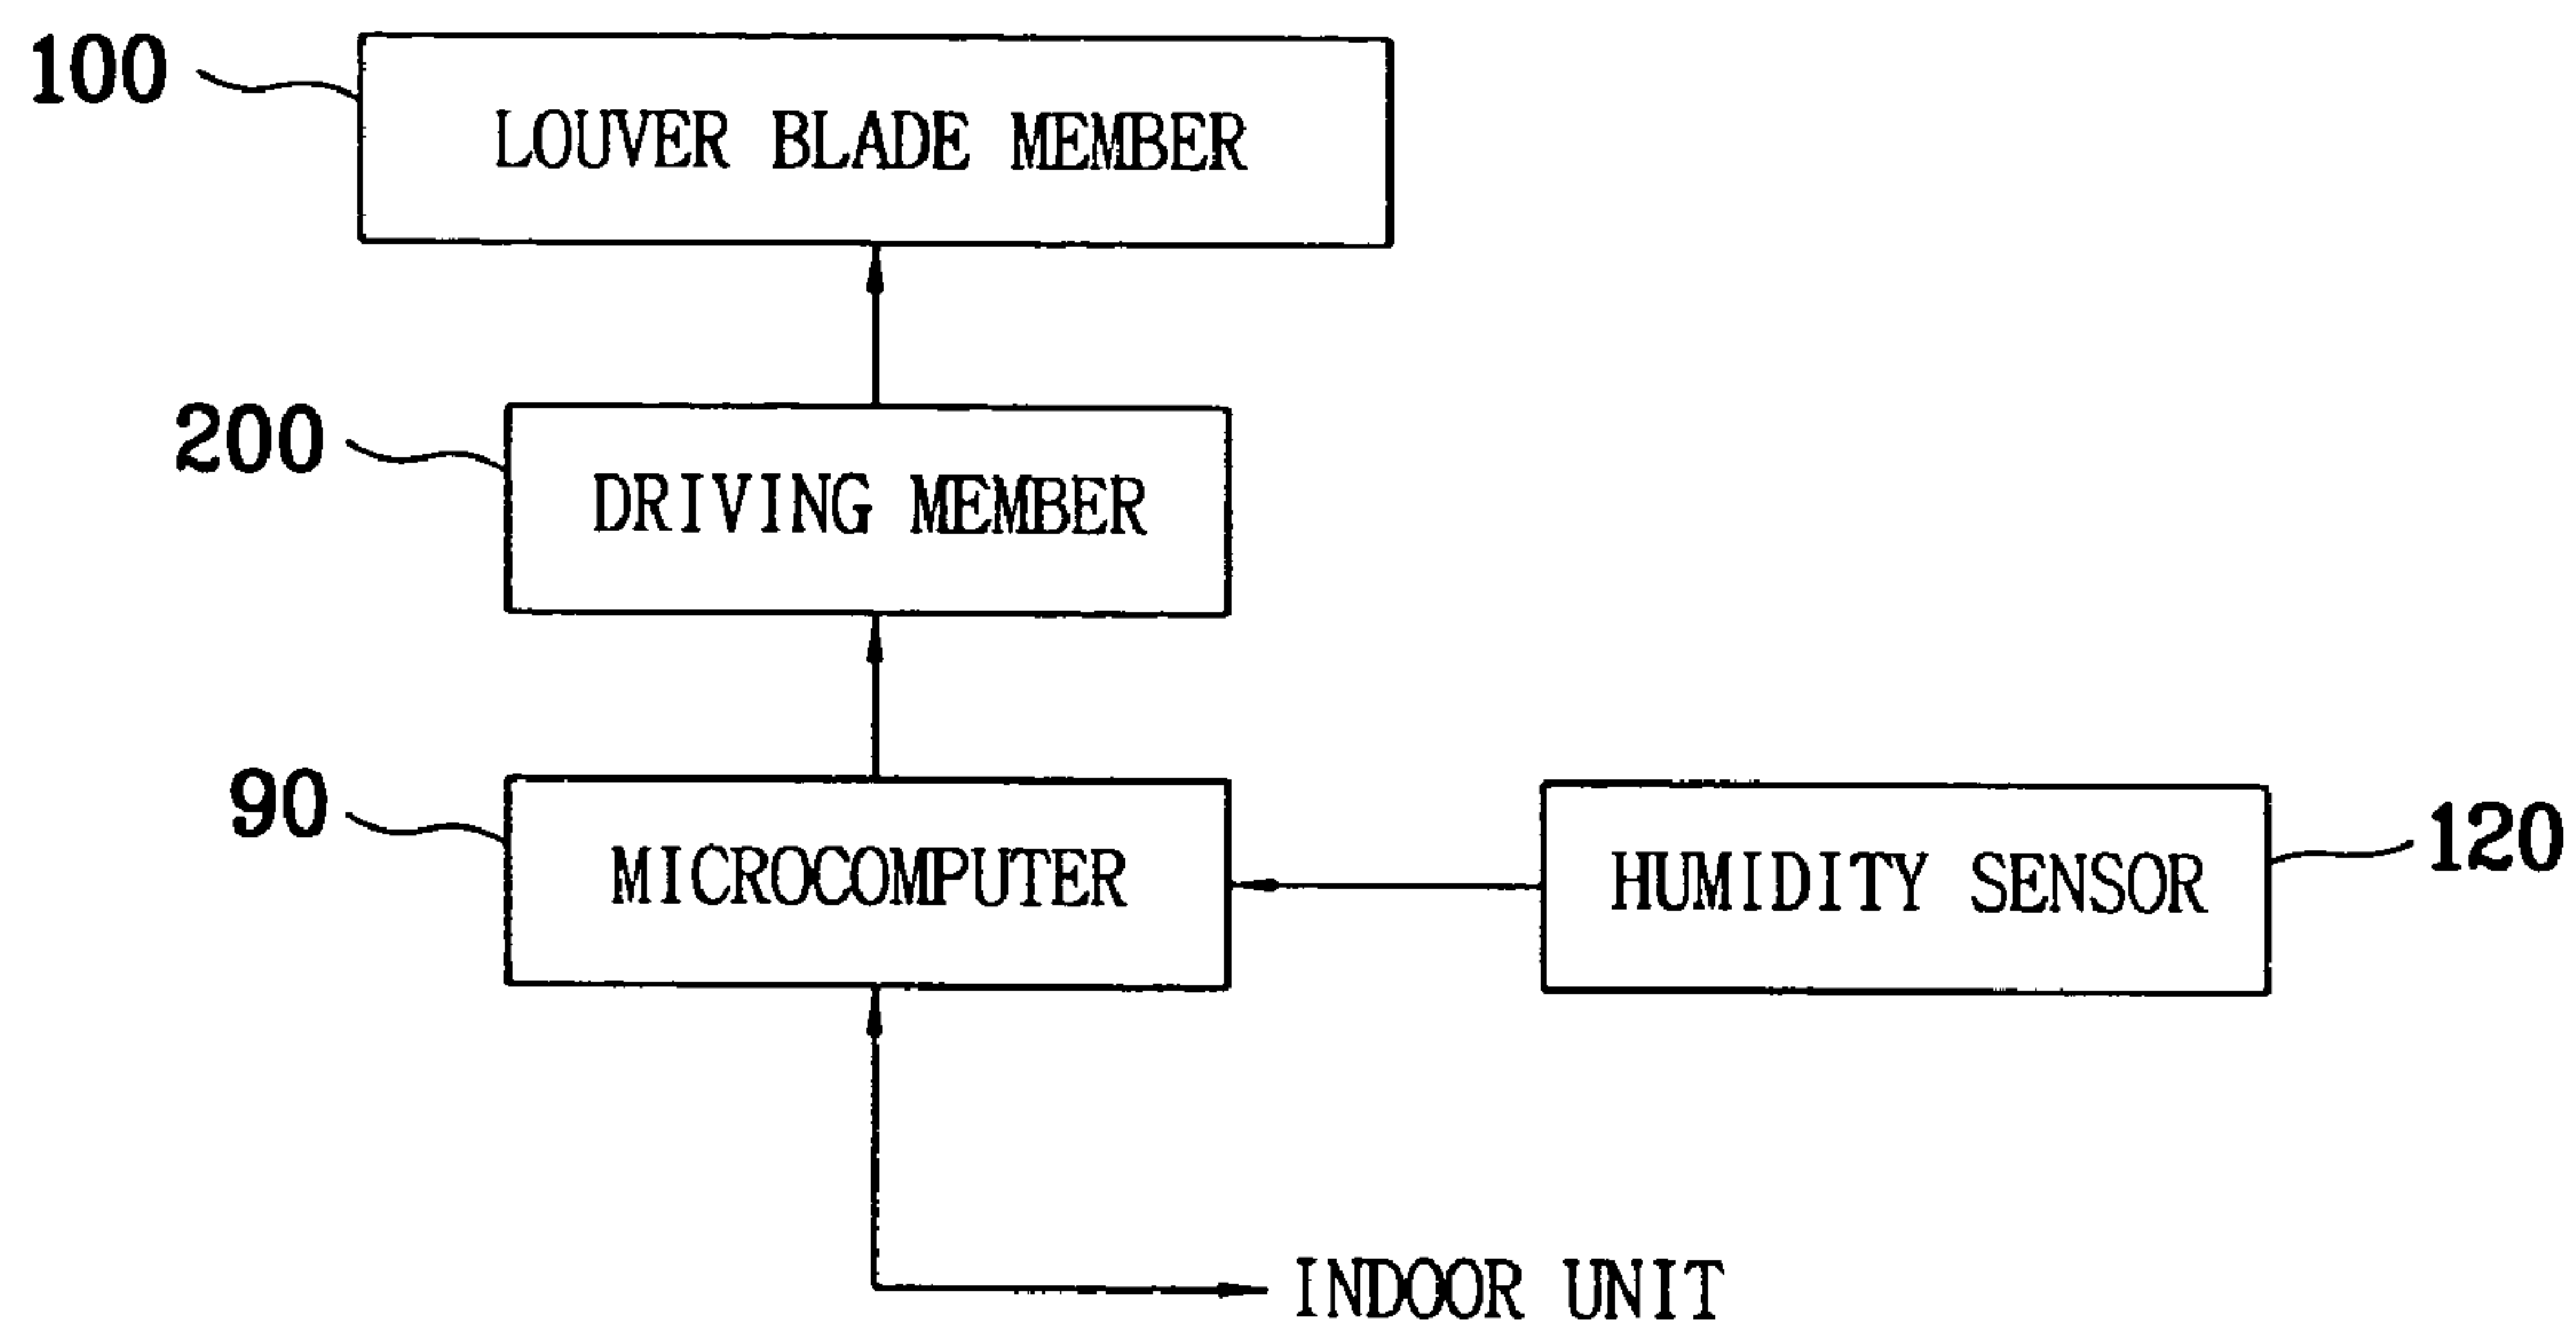 100
LOUVER BLADE MEMBER
200
DRIVING MEMBER
90
MICROCOMPUTER
HUMIDITY SENSOR
120
INDOOR UNIT